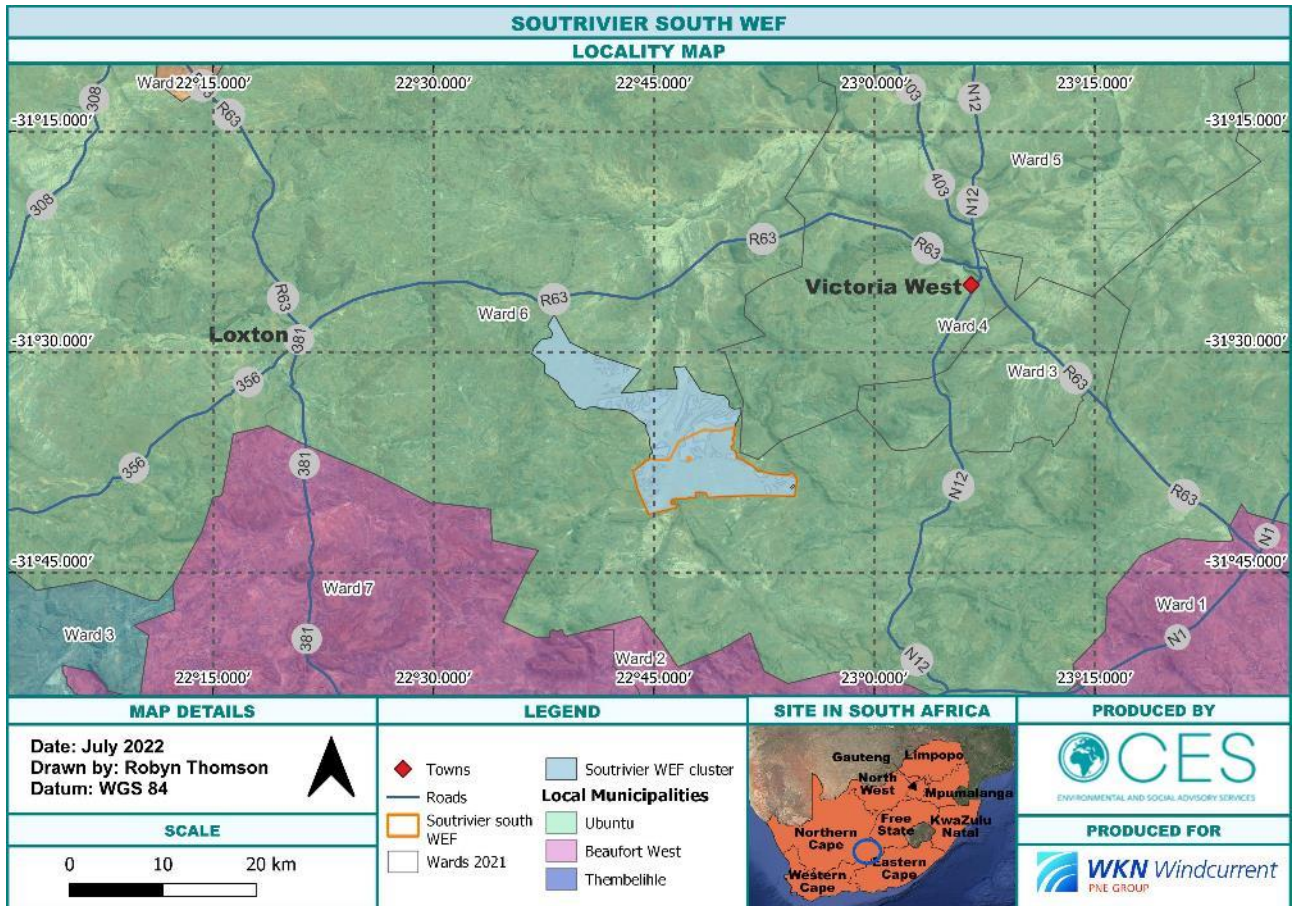 SOUTRIVIER SOUTH WEF
LOCALITY MAP
Ward
22°15.000′
22°30.000′
22°45.000′
23°0.000′
23°15.000′
308
R63
403
N12
-31°15.000′
-31°15.000′
Ward 5
308
403
N12
R63
R63
R63
R63
Victoria West
Ward 6
Ward 4
Loxton
381
-31°30.000′
-31°30.000′
356
Ward 3
R63
356
381
N12
R63
N1
-31°45.000′
-31°45.000′
Ward 7
Ward 1
Ward 3
381
N1
Ward 2
N12
22°15.000′
22°30.000′
22°45.000′
23°0.000′
23°15.000′
MAP DETAILS
Date: July 2022
Drawn by: Robyn Thomson
Datum: WGS 84
SCALE
0 10 20 km
LEGEND
Towns
Roads
Soutrivier south
WEF
Wards 2021
Soutrivier WEF cluster
Local Municipalities
Ubuntu
Beaufort West
Thembelihle
SITE IN SOUTH AFRICA
Gauteng
Limpopo
North
West
Mpumalanga
Free
State
KwaZulu
Natal
Northern
Cape
Eastern
Cape
Western
Cape
PRODUCED BY
CES
ENVIRONMENTAL AND SOCIAL ADVISORY SERVICES
PRODUCED FOR
WKN Windcurrent
PNE GROUP